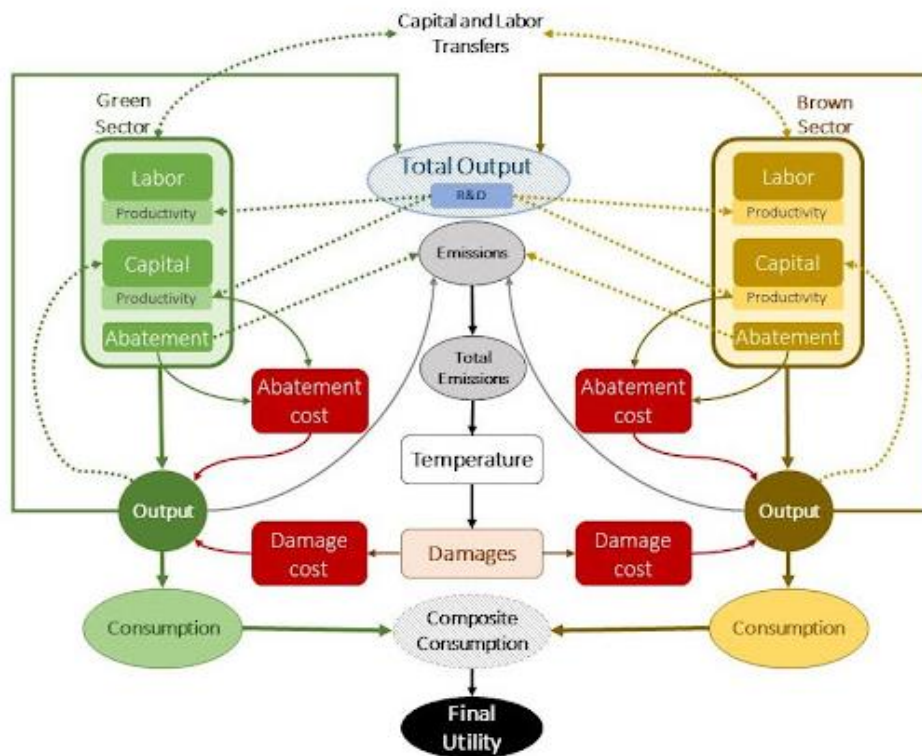 Capital and Labor
Transfers
Green
Sector
Brown
Sector
Total Output
R&D
Labor
Productivity
Capital
Productivity
Abatement
Labor
Productivity
Capital
Productivity
Abatement
Emissions
Total
Emissions
Abatement
cost
Abatement
cost
Temperature
Output
Output
Damage
cost
Damages
Damage
cost
Consumption
Composite
Consumption
Consumption
Final
Utility